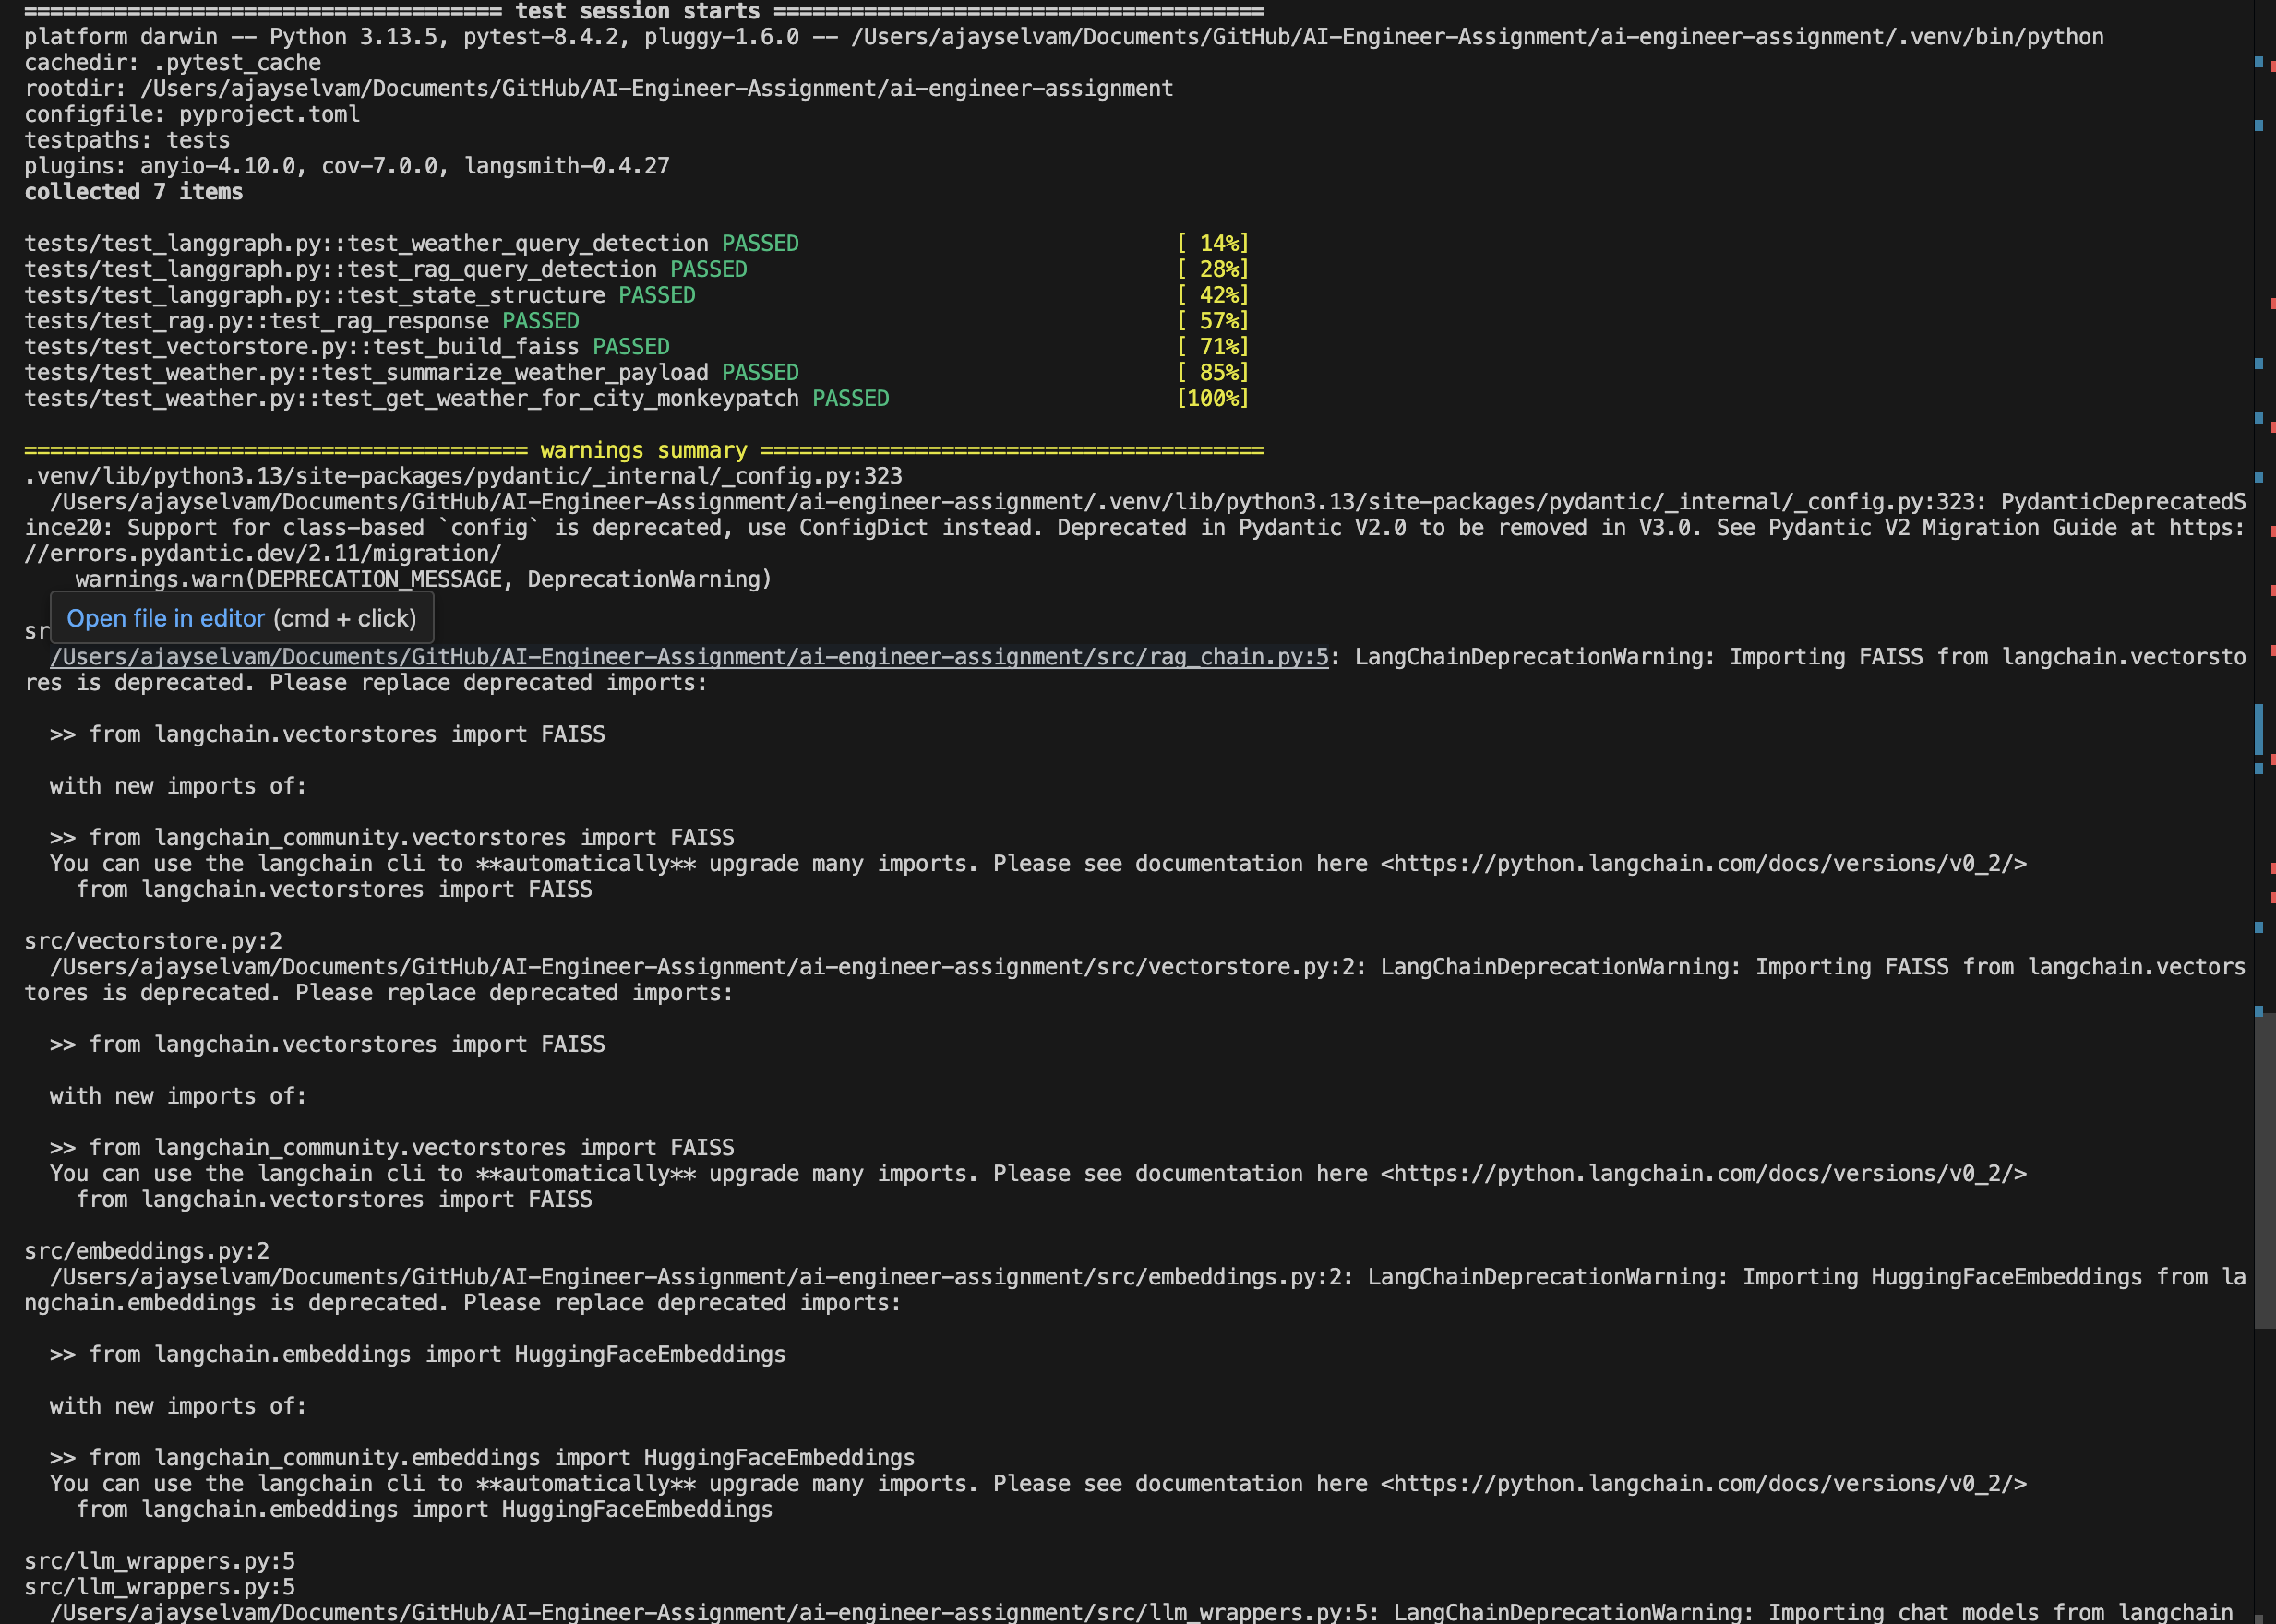 ===================================== test session starts ======================================
platform darwin -- Python 3.13.5, pytest-8.4.2, pluggy-1.6.0 -- /Users/ajayselvam/Documents/GitHub/AI-Engineer-Assignment/ai-engineer-assignment/.venv/bin/python
cachedir: .pytest_cache
rootdir: /Users/ajayselvam/Documents/GitHub/AI-Engineer-Assignment/ai-engineer-assignment
configfile: pyproject.toml
testpaths: tests
plugins: anyio-4.10.0, cov-7.0.0, langsmith-0.4.27
collected 7 items
tests/test_langgraph.py::test_weather_query_detection PASSED [ 14%]
tests/test_langgraph.py::test_rag_query_detection PASSED [ 28%]
tests/test_langgraph.py::test_state_structure PASSED [ 42%]
tests/test_rag.py::test_rag_response PASSED [ 57%]
tests/test_vectorstore.py::test_build_faiss PASSED [ 71%]
tests/test_weather.py::test_summarize_weather_payload PASSED [ 85%]
tests/test_weather.py::test_get_weather_for_city_monkeypatch PASSED [100%]
======================================= warnings summary =======================================
.venv/lib/python3.13/site-packages/pydantic/_internal/_config.py:323
/Users/ajayselvam/Documents/GitHub/AI-Engineer-Assignment/ai-engineer-assignment/.venv/lib/python3.13/site-packages/pydantic/_internal/_config.py:323: PydanticDeprecatedS
ince20: Support for class-based `config` is deprecated, use ConfigDict instead. Deprecated in Pydantic V2.0 to be removed in V3.0. See Pydantic V2 Migration Guide at https:
//errors.pydantic.dev/2.11/migration/
warnings.warn(DEPRECATION_MESSAGE, DeprecationWarning)
Open file in editor (cmd + click)
sr
/Users/ajayselvam/Documents/GitHub/AI-Engineer-Assignment/ai-engineer-assignment/src/rag_chain.py:5: LangChainDeprecationWarning: Importing FAISS from langchain.vectorsto
res is deprecated. Please replace deprecated imports:
>> from langchain.vectorstores import FAISS
with new imports of:
>> from langchain_community.vectorstores import FAISS
You can use the langchain cli to **automatically** upgrade many imports. Please see documentation here <https://python.langchain.com/docs/versions/v0_2/>
from langchain.vectorstores import FAISS
src/vectorstore.py:2
/Users/ajayselvam/Documents/GitHub/AI-Engineer-Assignment/ai-engineer-assignment/src/vectorstore.py:2: LangChainDeprecationWarning: Importing FAISS from langchain.vectors
tores is deprecated. Please replace deprecated imports:
>> from langchain.vectorstores import FAISS
with new imports of:
>> from langchain_community.vectorstores import FAISS
You can use the langchain cli to **automatically** upgrade many imports. Please see documentation here <https://python.langchain.com/docs/versions/v0_2/>
from langchain.vectorstores import FAISS
src/embeddings.py:2
/Users/ajayselvam/Documents/GitHub/AI-Engineer-Assignment/ai-engineer-assignment/src/embeddings.py:2: LangChainDeprecationWarning: Importing HuggingFaceEmbeddings from la
ngchain.embeddings is deprecated. Please replace deprecated imports:
>> from langchain.embeddings import HuggingFaceEmbeddings
with new imports of:
>> from langchain_community.embeddings import HuggingFaceEmbeddings
You can use the langchain cli to **automatically** upgrade many imports. Please see documentation here <https://python.langchain.com/docs/versions/v0_2/>
from langchain.embeddings import HuggingFaceEmbeddings
src/llm_wrappers.py:5
src/llm_wrappers.py:5
/Users/ajayselvam/Documents/GitHub/AI-Engineer-Assignment/ai-engineer-assignment/src/llm_wrappers.py:5: LangChainDeprecationWarning: Importing chat models from langchain